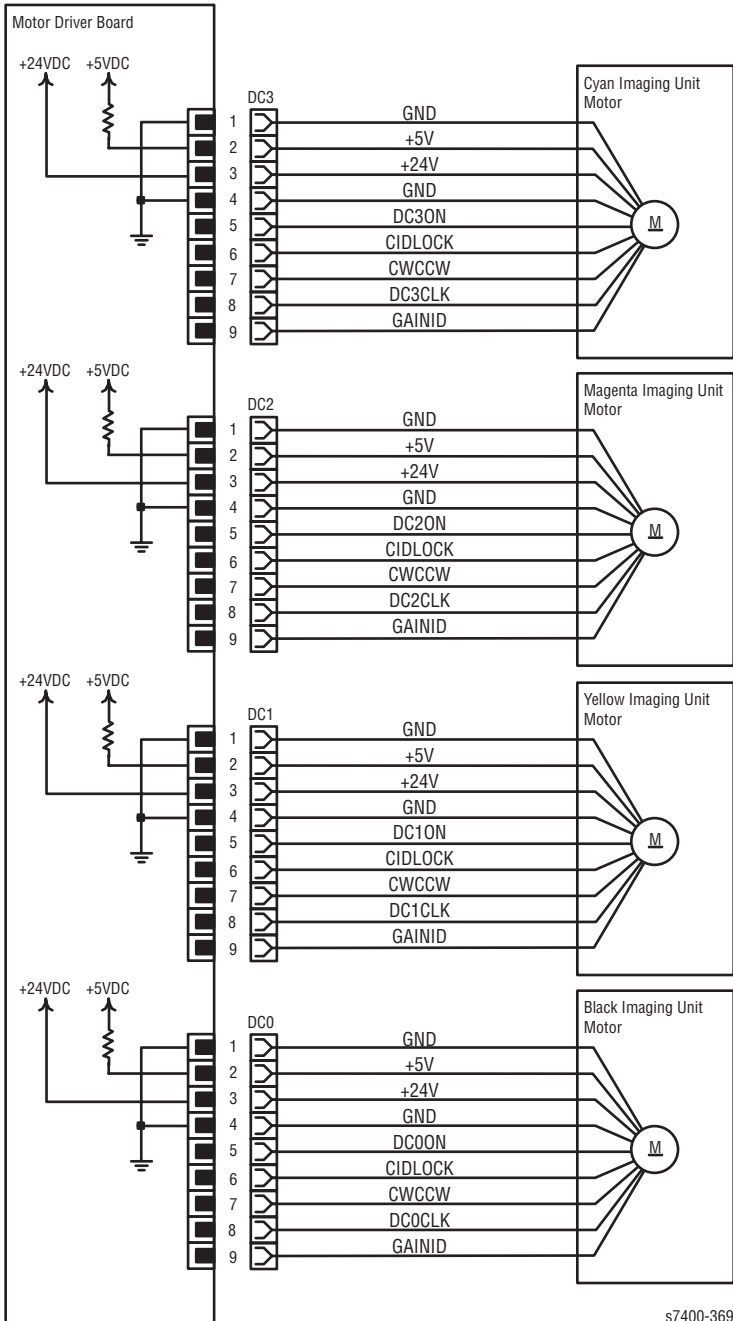 Motor Driver Board
+24VDC +5VDC
DC3
1 GND
2 +5V
3 +24V
4 GND
5 DC3ON
6 CIDLOCK
7 CWCCW
8 DC3CLK
9 GAINID
Cyan Imaging Unit
Motor
M
+24VDC +5VDC
DC2
1 GND
2 +5V
3 +24V
4 GND
5 DC2ON
6 CIDLOCK
7 CWCCW
8 DC2CLK
9 GAINID
Magenta Imaging Unit
Motor
M
+24VDC +5VDC
DC1
1 GND
2 +5V
3 +24V
4 GND
5 DC1ON
6 CIDLOCK
7 CWCCW
8 DC1CLK
9 GAINID
Yellow Imaging Unit
Motor
M
+24VDC +5VDC
DC0
1 GND
2 +5V
3 +24V
4 GND
5 DC0ON
6 CIDLOCK
7 CWCCW
8 DC0CLK
9 GAINID
Black Imaging Unit
Motor
M
s7400-369